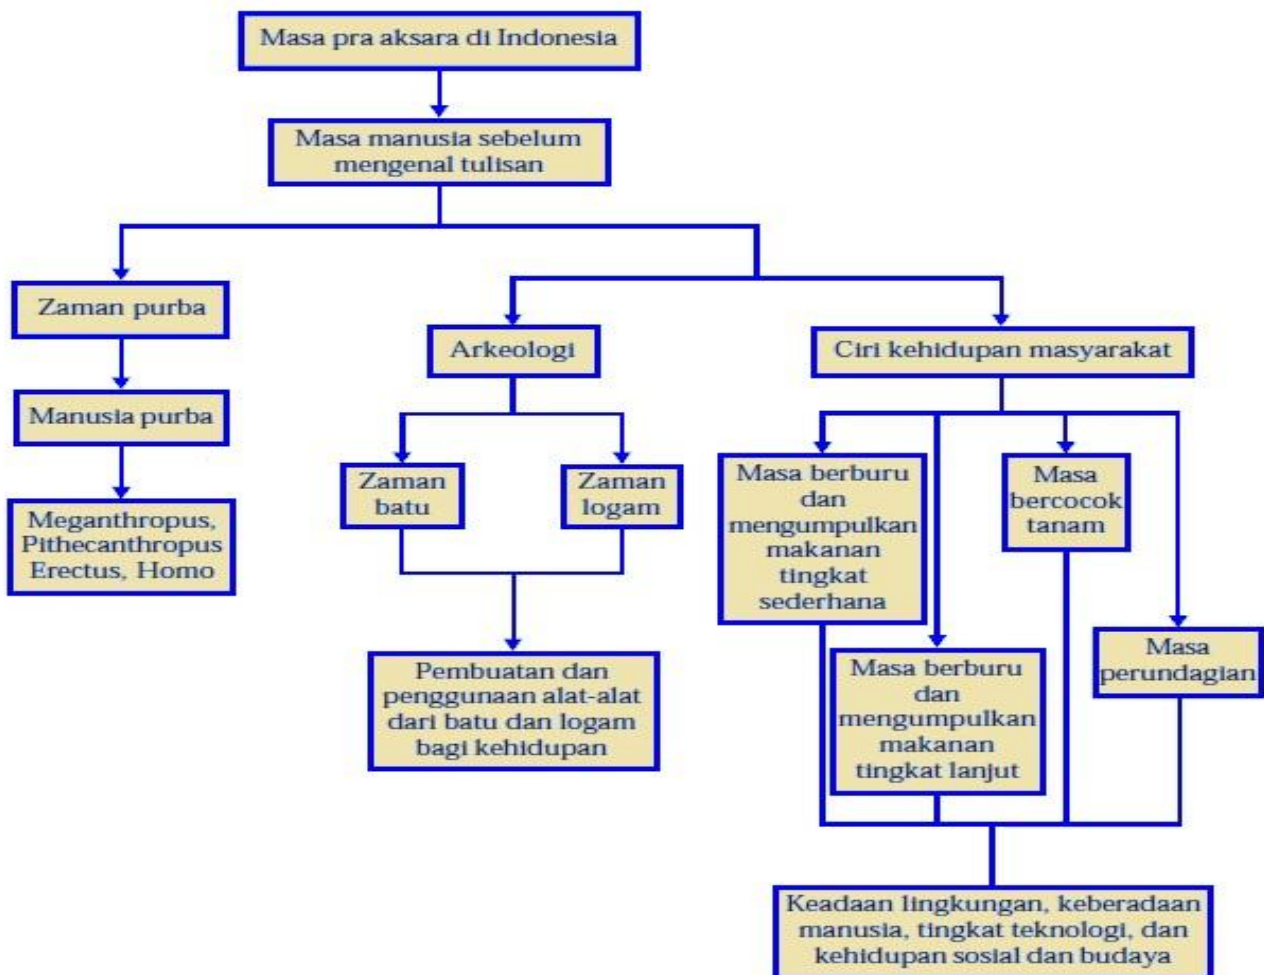 Masa pra aksara di Indonesia
Masa manusia sebelum
mengenal tulisan
Zaman purba
Manusia purba
Meganthropus,
Pithecanthropus
Erectus, Homo
Arkeologi
Zaman
batu
Zaman
logam
Pembuatan dan
penggunaan alat-alat
dari batu dan logam
bagi kehidupan
Ciri kehidupan masyarakat
Masa berburu
dan
mengumpulkan
makanan
tingkat
sederhana
Masa berburu
dan
mengumpulkan
makanan
tingkat lanjut
Masa
bercocok
tanam
Masa
perundagian
Keadaan lingkungan, keberadaan
manusia, tingkat teknologi, dan
kehidupan sosial dan budaya